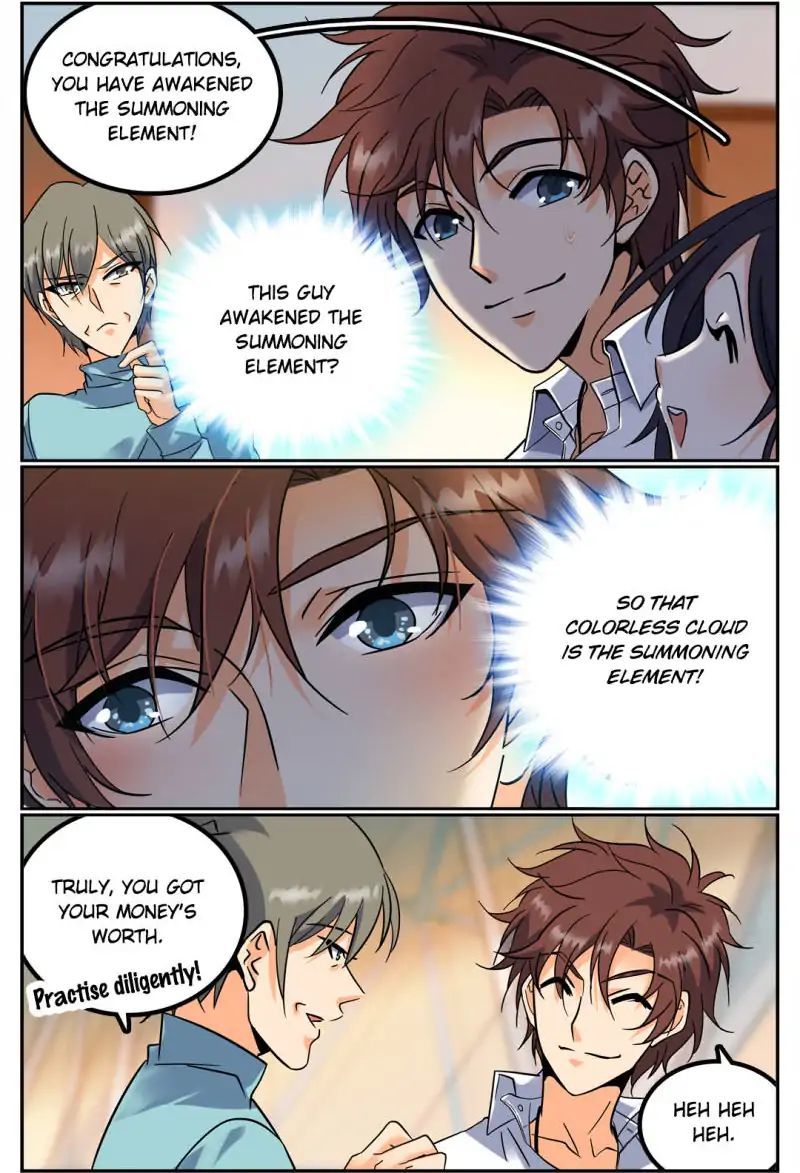 CONGRATULATIONS,
YOU HAVE AWAKENED
THE SUMMONING
ELEMENT!
THIS GUY
AWAKENED THE
SUMMONING
ELEMENT?
SO THAT
COLORLESS CLOUD
IS THE SUMMONING
ELEMENT!
TRULY, YOU GOT
YOUR MONEY'S
WORTH.
Practise diligently!
HEH HEH
HEH.